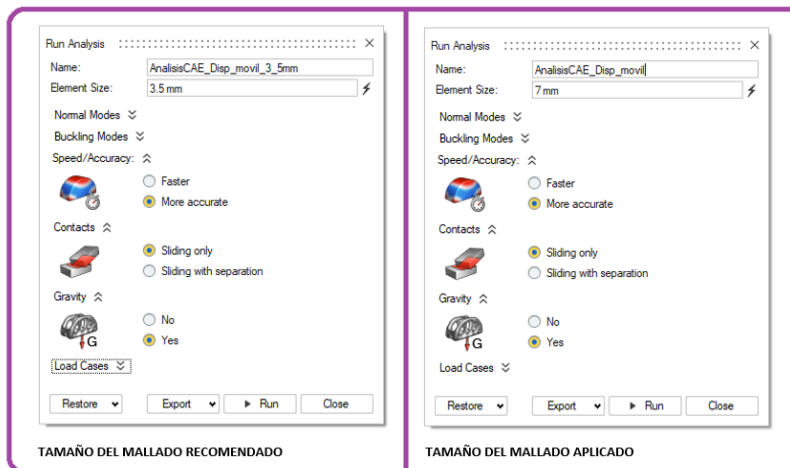 Run Analysis
Name: AnalisisCAE_Disp_movil_3_5mm
Element Size: 3.5 mm
Normal Modes
Buckling Modes
Speed/Accuracy:
Faster
More accurate
Contacts
Sliding only
Sliding with separation
Gravity
No
G
Yes
Load Cases
Restore Export Run Close
TAMAÑO DEL MALLADO RECOMENDADO
Run Analysis
Name: AnalisisCAE_Disp_movil
Element Size: 7 mm
Normal Modes
Buckling Modes
Speed/Accuracy:
Faster
More accurate
Contacts
Sliding only
Sliding with separation
Gravity
No
G
Yes
Load Cases
Restore Export Run Close
TAMAÑO DEL MALLADO APLICADO